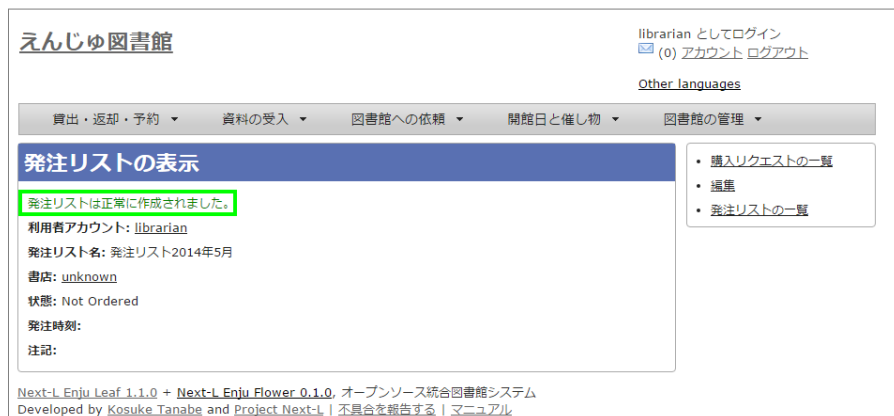 えんじゅ図書館
librarian としてログイン
(0) アカウント ログアウト
Other languages
貸出・返却・予約 ▼ 資料の受入 ▼ 図書館への依頼 ▼ 開館日と催し物 ▼ 図書館の管理 ▼
発注リストの表示
発注リストは正常に作成されました。
利用者アカウント: librarian
発注リスト名: 発注リスト2014年5月
書店: unknown
状態: Not Ordered
発注時刻:
注記:
• 購入リクエストの一覧
• 編集
• 発注リストの一覧
Next-L Enju Leaf 1.1.0 + Next-L Enju Flower 0.1.0, オープンソース統合図書館システム
Developed by Kosuke Tanabe and Project Next-L | 不具合を報告する | マニュアル